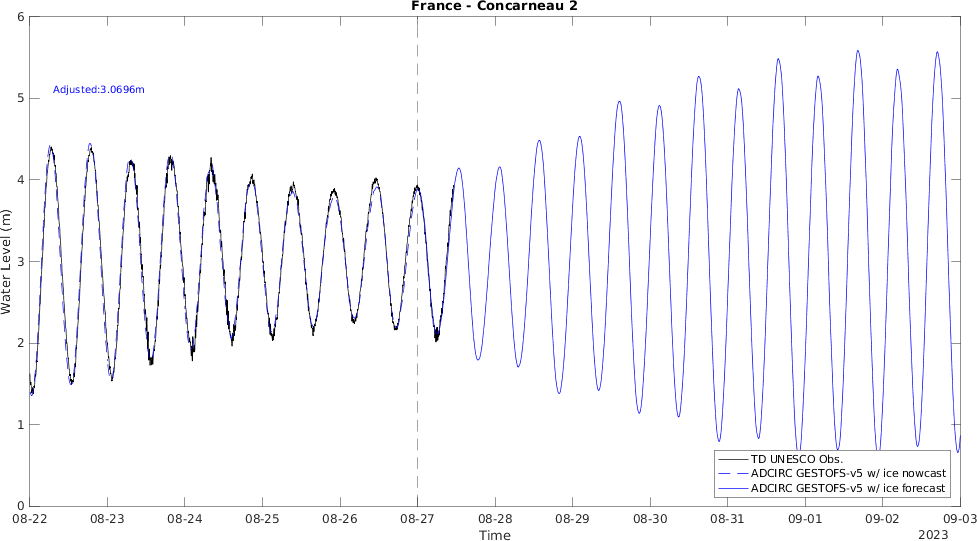 France - Concarneau 2
6
5
4
3
2
1
0
Water Level (m)
Adjusted:3.0696m
TD UNESCO Obs.
ADCIRC GESTOFS-v5 w/ ice nowcast
ADCIRC GESTOFS-v5 w/ ice forecast
08-22 08-23 08-24 08-25 08-26 08-27 08-28 08-29 08-30 08-31 09-01 09-02 09-03
Time
2023